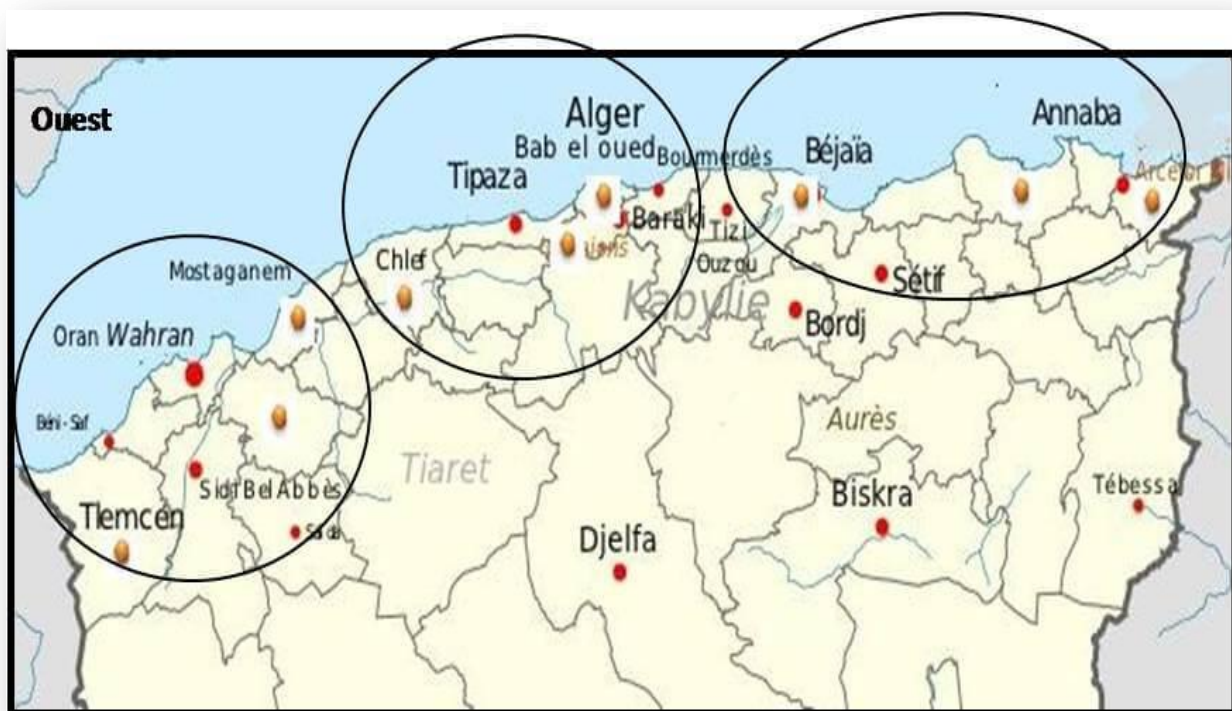 Ouest
Alger
Annaba
Bab el oued
Boumerdès
Béjaïa
Tipaza
Baraki
Tizi
Ouzou
Chlef
Mostaganem
Sétif
Kabylie
Oran Wahran
Bordj
Béni-Saf
Aurès
Tiaret
Sidi Bel Abbès
Biskra
Tébessa
Tlemcen
Djelfa